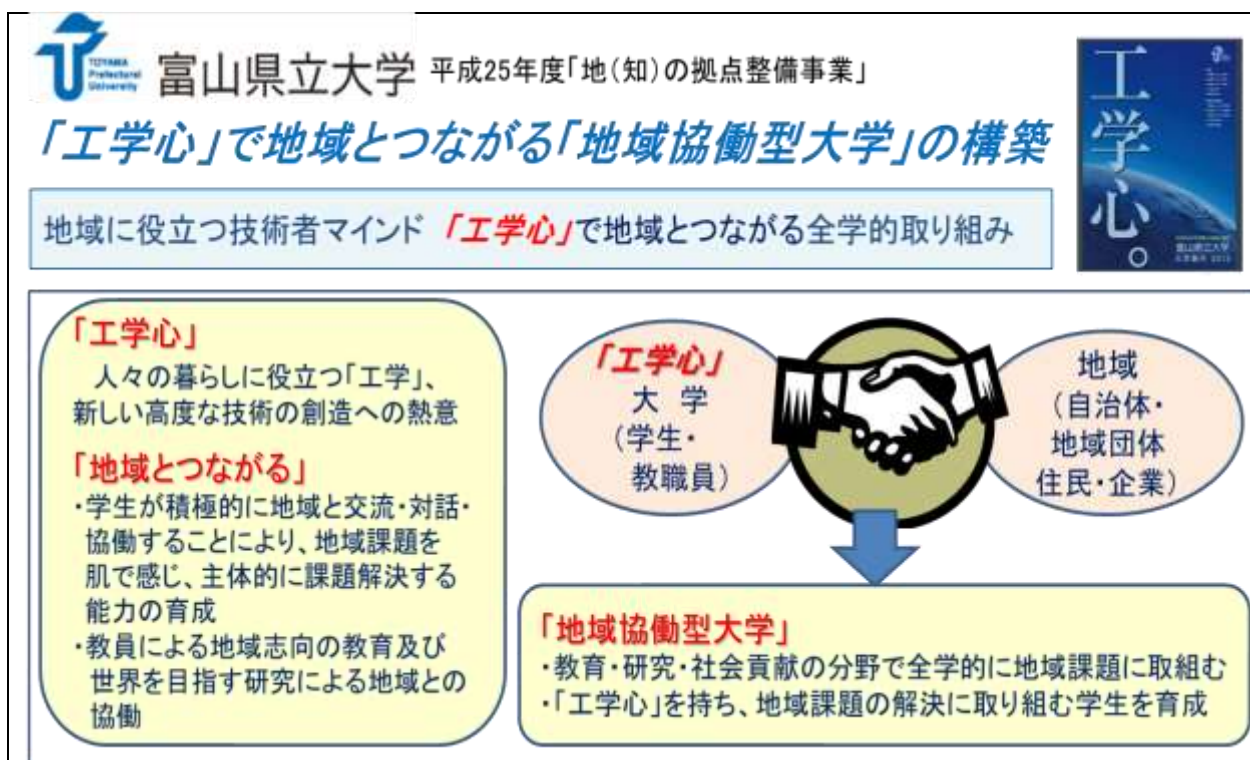 TOYAMA
Prefectural
University
富山県立大学 平成25年度「地(知)の拠点整備事業」
「工学心」で地域とつながる「地域協働型大学」の構築
工学心。
地域に役立つ技術者マインド 「工学心」で地域とつながる全学的取り組み
「工学心」
人々の暮らしに役立つ「工学」、
新しい高度な技術の創造への熱意
「地域とつながる」
・学生が積極的に地域と交流・対話・
協働することにより、地域課題を
肌で感じ、主体的に課題解決する
能力の育成
・教員による地域志向の教育及び
世界を目指す研究による地域との
協働
「工学心」
大 学
(学生・
教職員)
地域
(自治体・
地域団体
住民・企業)
「地域協働型大学」
・教育・研究・社会貢献の分野で全学的に地域課題に取組む
・「工学心」を持ち、地域課題の解決に取り組む学生を育成